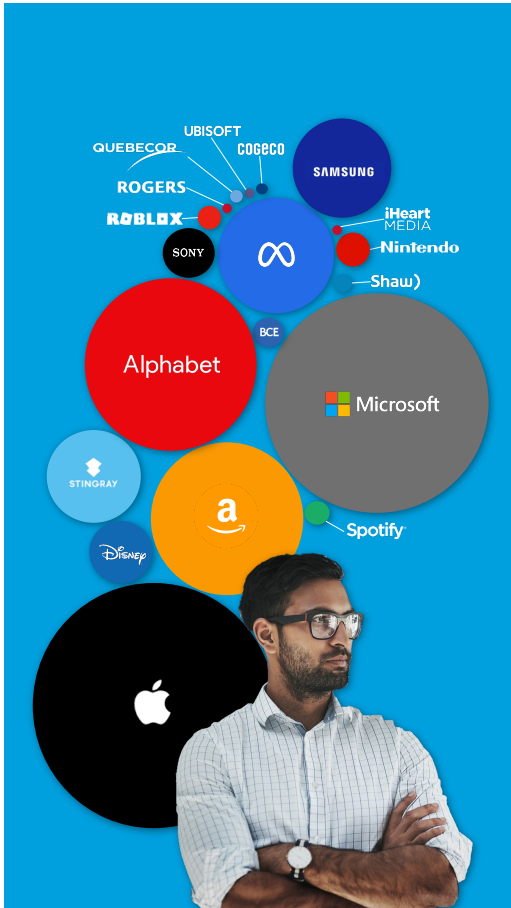 UBISOFT
COGECO
QUEBECOR
SAMSUNG
ROGERS
ROBLOX
iHeart
MEDIA
SONY
Nintendo
Shaw)
BCE
Alphabet
Microsoft
STINGRAY
a
Spotify
Disney